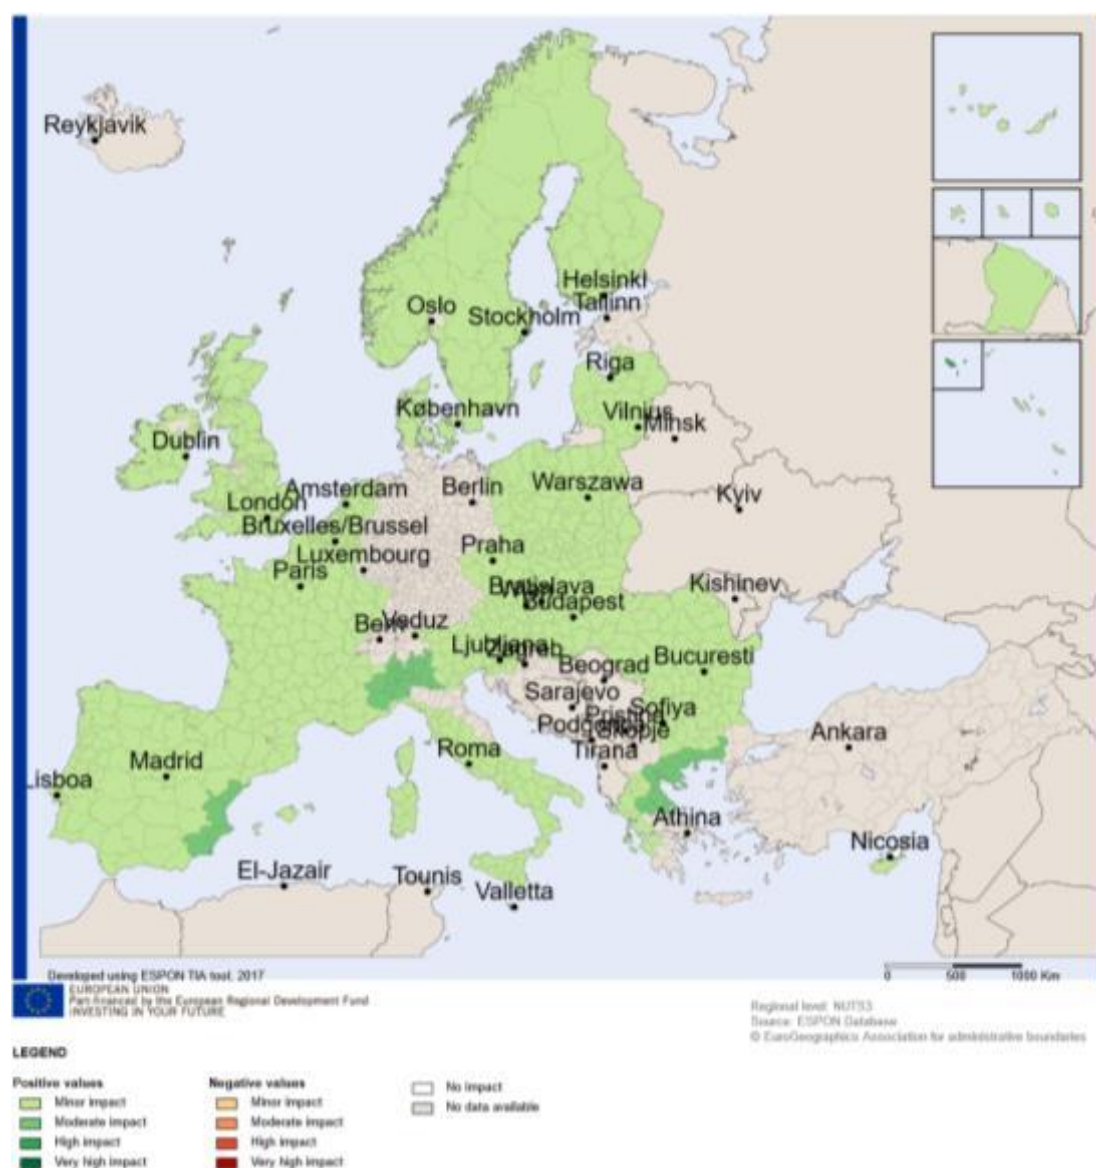 Reykjavik
Helsinki
Tallinn
Oslo
Stockholm
Riga
København
Vilnius
Minsk
Dublin
Amsterdam
Berlin
Warszawa
London
Kyiv
Bruxelles/Brussel
Praha
Luxembourg
Paris
Bratislava
Kishinev
Budapest
Vaduz
Bern
Ljubljana
Zagreb
Beograd
Bucuresti
Sarajevo
Sofiya
Podgorica
Skopje
Roma
Tirana
Ankara
Madrid
Lisboa
Athina
Nicosia
El-Jazair
Tounis
Valletta
Developed using ESPON TIA tool, 2017
0 500 1000 Km
EUROPEAN UNION
Part-financed by the European Regional Development Fund
INVESTING IN YOUR FUTURE
Regional level: NUTS3
Source: ESPON Database
© EuroGeographics Association for administrative boundaries
LEGEND
Positive values
Minor impact
Moderate impact
High impact
Very high impact
Negative values
Minor impact
Moderate impact
High impact
Very high impact
No impact
No data available